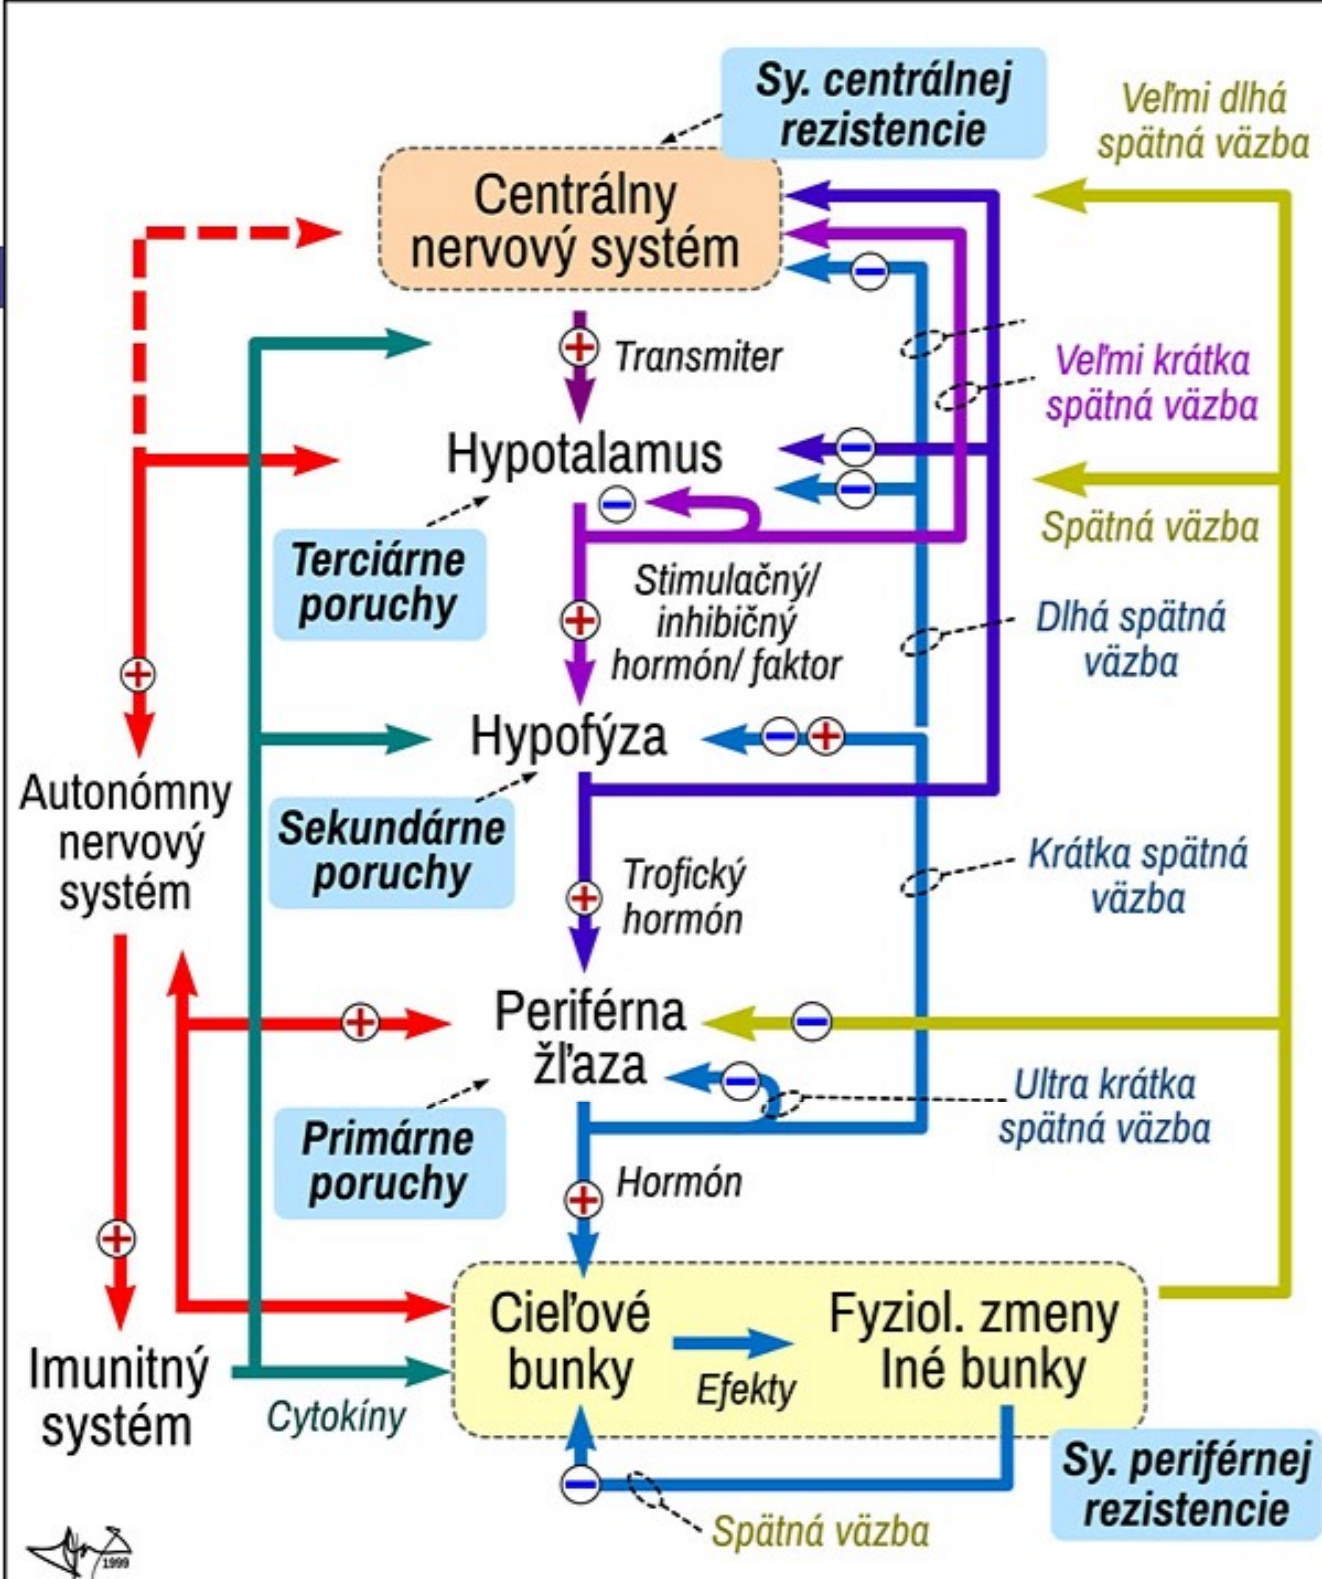 Sy. centrálnej
rezistencie
Veľmi dlhá
spätná väzba
Centrálny
nervový systém
Transmiter
Veľmi krátka
spätná väzba
Hypotalamus
Spätná väzba
Terciárne
poruchy
Stimulačný/
inhibičný
hormón/ faktor
Dlhá spätná
väzba
Hypofýza
Autonómny
nervový
systém
Sekundárne
poruchy
Trofický
hormón
Krátka spätná
väzba
Periférna
žľaza
Ultra krátka
spätná väzba
Primárne
poruchy
Hormón
Cieľové
bunky
Efekty
Fyziol. zmeny
Iné bunky
Imunitný
systém
Cytokíny
Sy. periférnej
rezistencie
Spätná väzba
1999